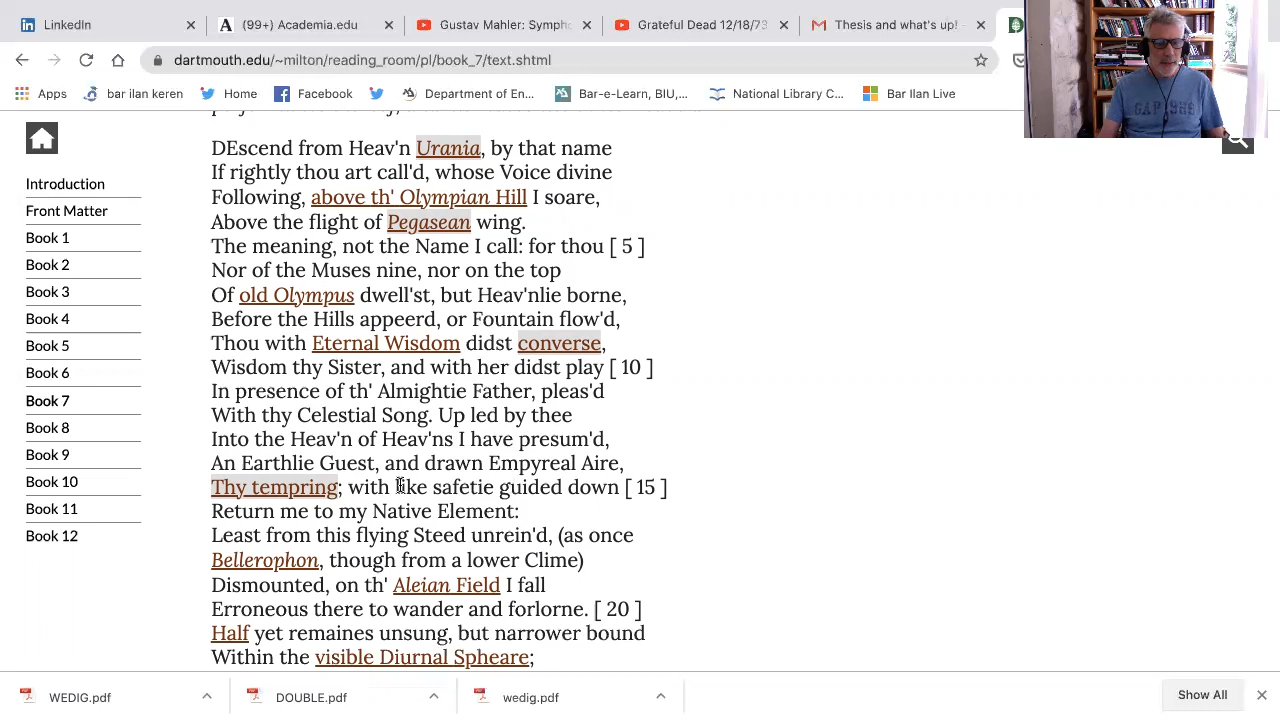 LinkedIn
(99+) Academia.edu
Gustav Mahler: Sympho
Grateful Dead 12/18/73
Thesis and what's up! -
dartmouth.edu/~milton/reading_room/pl/book_7/text.shtml
Apps
bar ilan keren
Home
Facebook
Department of En...
Bar-e-Learn, BIU,...
National Library C...
Bar Ilan Live
Introduction
Front Matter
Book 1
Book 2
Book 3
Book 4
Book 5
Book 6
Book 7
Book 8
Book 9
Book 10
Book 11
Book 12
DEscend from Heav'n Urania, by that name
If rightly thou art call'd, whose Voice divine
Following, above th' Olympian Hill I soare,
Above the flight of Pegasean wing.
The meaning, not the Name I call: for thou [ 5 ]
Nor of the Muses nine, nor on the top
Of old Olympus dwell'st, but Heav'nlie borne,
Before the Hills appeerd, or Fountain flow'd,
Thou with Eternal Wisdom didst converse,
Wisdom thy Sister, and with her didst play [ 10 ]
In presence of th' Almightie Father, pleas'd
With thy Celestial Song. Up led by thee
Into the Heav'n of Heav'ns I have presum'd,
An Earthlie Guest, and drawn Empyreal Aire,
Thy tempring; with like safetie guided down [ 15 ]
Return me to my Native Element:
Least from this flying Steed unrein'd, (as once
Bellerophon, though from a lower Clime)
Dismounted, on th' Aleian Field I fall
Erroneous there to wander and forlorne. [ 20 ]
Half yet remaines unsung, but narrower bound
Within the visible Diurnal Spheare;
WEDIG.pdf
DOUBLE.pdf
wedig.pdf
Show All